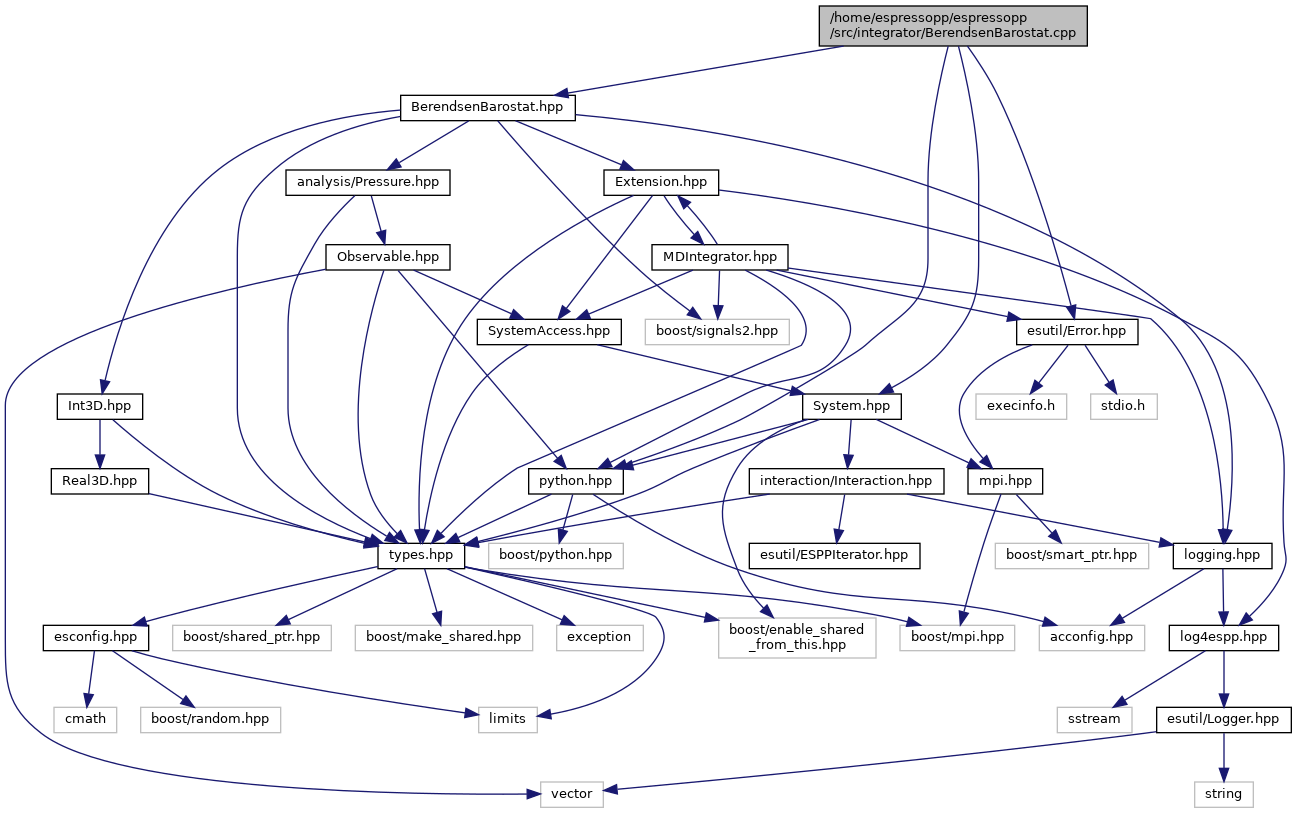 /home/espressopp/espressopp
/src/integrator/BerendsenBarostat.cpp
BerendsenBarostat.hpp
analysis/Pressure.hpp
Extension.hpp
Observable.hpp
MDIntegrator.hpp
SystemAccess.hpp
boost/signals2.hpp
esutil/Error.hpp
Int3D.hpp
System.hpp
execinfo.h
stdio.h
Real3D.hpp
python.hpp
interaction/Interaction.hpp
mpi.hpp
types.hpp
boost/python.hpp
esutil/ESPPIterator.hpp
boost/smart_ptr.hpp
logging.hpp
esconfig.hpp
boost/shared_ptr.hpp
boost/make_shared.hpp
exception
boost/enable_shared
_from_this.hpp
boost/mpi.hpp
acconfig.hpp
log4espp.hpp
cmath
boost/random.hpp
limits
sstream
esutil/Logger.hpp
vector
string